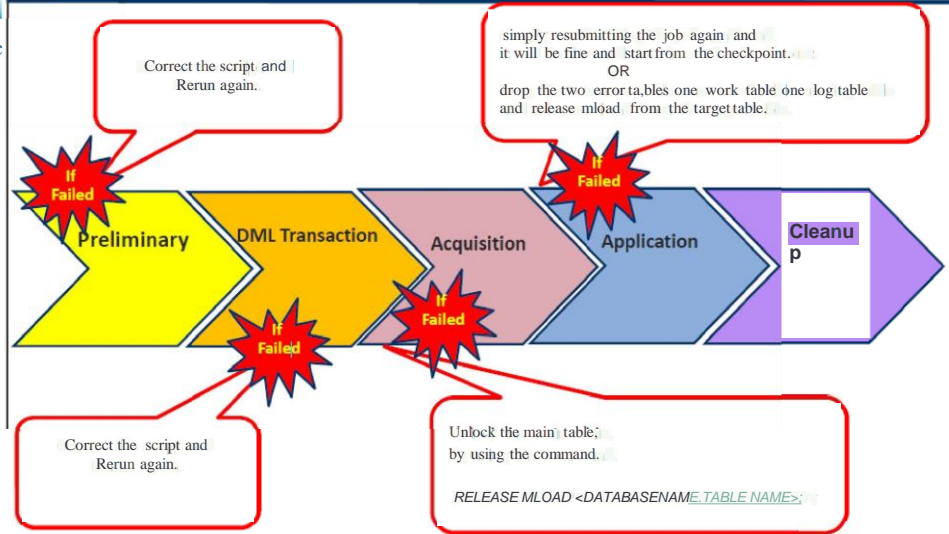 Correct the script and
Rerun again.
simply resubmitting the job again and
it will be fine and start from the checkpoint.
OR
drop the two error ta,bles one work table one log table
and release mload from the target table.
If
Failed
If
Failed
Preliminary
DML Transaction
Acquisition
Application
Cleanu
p
If
Failed
If
Failed
Correct the script and
Rerun again.
Unlock the main table,
by using the command.
RELEASE MLOAD <DATABASENAME.TABLE NAME>;